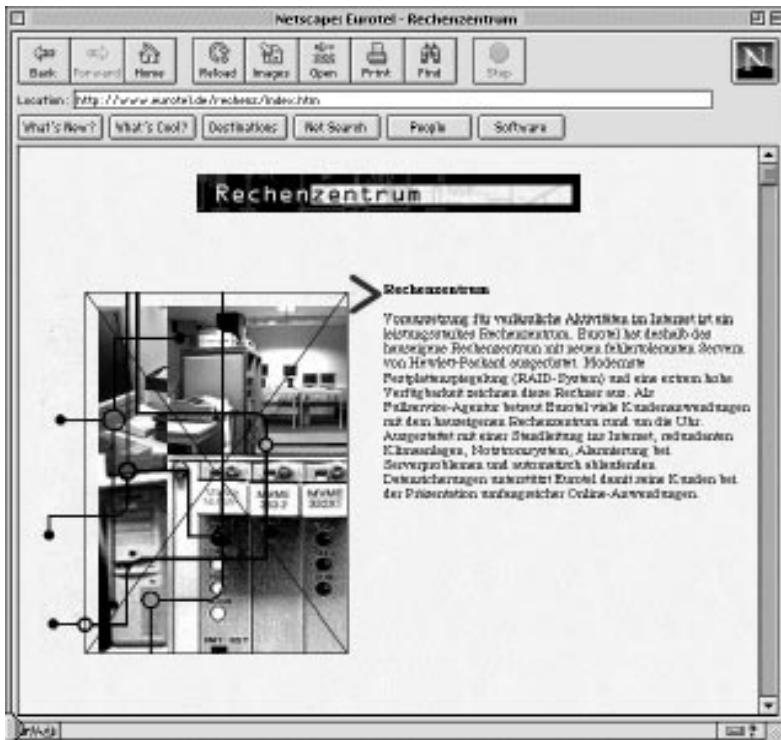 Netscape: Eurotel - Rechenzentrum
Back Forward Home Reload Images Open Print Find Stop
N
Location: http://www.eurotel.de/rechenz/index.htm
What's New? What's Cool? Destinations Net Search People Software
Rechenzentrum
Rechenzentrum
Voraussetzung für verlässliche Aktivitäten im Internet ist ein
leistungsstarkes Rechenzentrum. Eurotel hat deshalb das
hauseigene Rechenzentrum mit neuen fehlertoleranten Servern
von Hewlett-Packard ausgerüstet. Modernste
Festplattenspiegelung (RAID-System) und eine extrem hohe
Verfügbarkeit zeichnen diese Rechner aus. Als
Fullservice-Agentur betreut Eurotel viele Kundenanwendungen
mit dem hauseigenen Rechenzentrum rund um die Uhr.
Ausgestattet mit einer Standleitung ins Internet, redundanten
Klimaanlagen, Notstromsystem, Alarmierung bei
Serverproblemen und automatisch ablaufenden
Datensicherungen unterstützt Eurotel damit seine Kunden bei
der Präsentation umfangreicher Online-Anwendungen.
MVME MVME